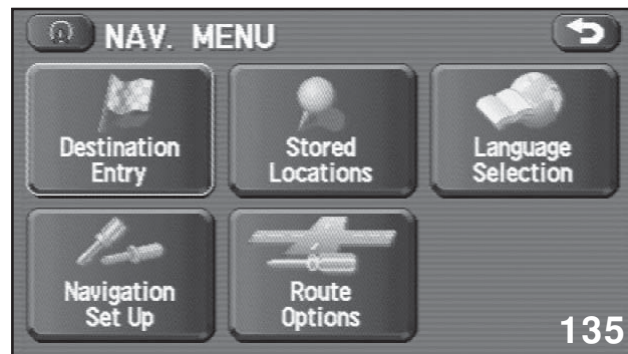 NAV. MENU
Destination
Entry
Stored
Locations
Language
Selection
Navigation
Set Up
Route
Options
135